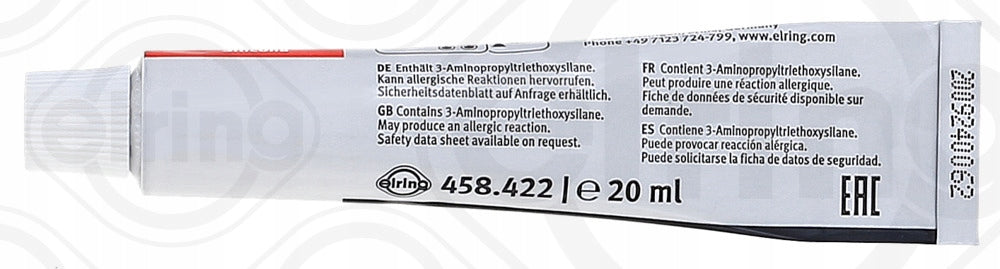 Phone +49 7123 724-799, www.elring.com
DE Enthält 3-Aminopropyltriethoxysilane.
Kann allergische Reaktionen hervorrufen.
Sicherheitsdatenblatt auf Anfrage erhältlich.
GB Contains 3-Aminopropyltriethoxysilane.
May produce an allergic reaction.
Safety data sheet available on request.
FR Contient 3-Aminopropyltriethoxysilane.
Peut produire une réaction allergique.
Fiche de données de sécurité disponible sur
demande.
ES Contiene 3-Aminopropyltriethoxysilane.
Puede provocar reacción alérgica.
Puede solicitarse la ficha de datos de seguridad.
elring 458.422 | e 20 ml
EAC
elring